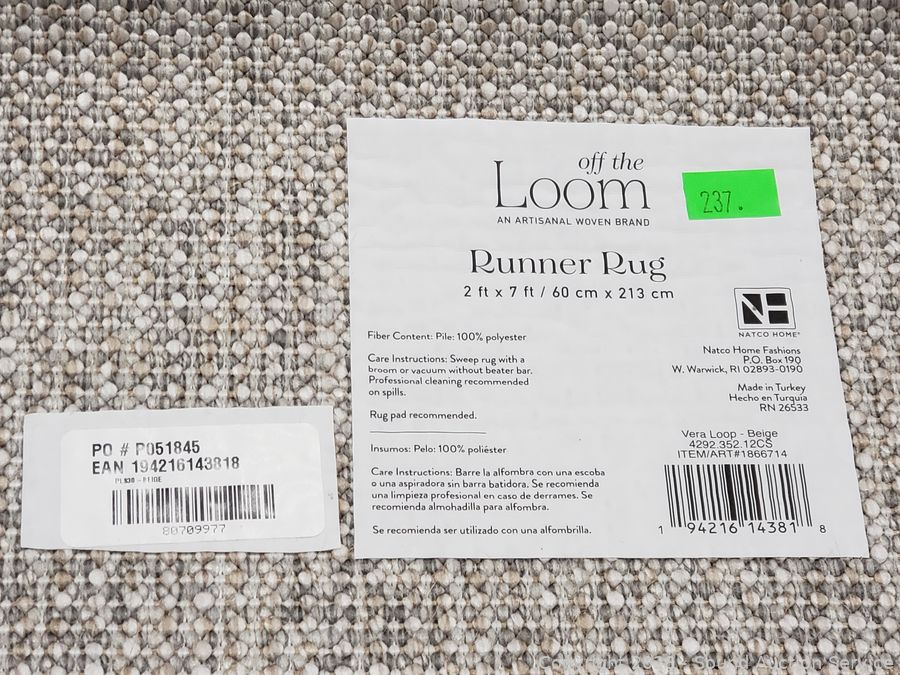 off the
Loom
AN ARTISANAL WOVEN BRAND
237.
Runner Rug
2 ft x 7 ft / 60 cm x 213 cm
Fiber Content: Pile: 100% polyester
Care Instructions: Sweep rug with a
broom or vacuum without beater bar.
Professional cleaning recommended
on spills.
Rug pad recommended.
Insumos: Pelo: 100% poliéster
Care Instructions: Barre la alfombra con una escoba
o una aspiradora sin barra batidora. Se recomienda
una limpieza profesional en caso de derrames. Se
recomienda almohadilla para alfombra.
Se recomienda ser utilizado con una alfombrilla.
NATCO HOME®
Natco Home Fashions
P.O. Box 190
W. Warwick, RI 02893-0190
Made in Turkey
Hecho en Turquía
RN 26533
Vera Loop - Beige
4292.352.12CS
ITEM/ART#1866714
1 94216 14381 8
PO # P051845
EAN 194216143818
PL830 - BEIGE
80709977
Sound Auction Service